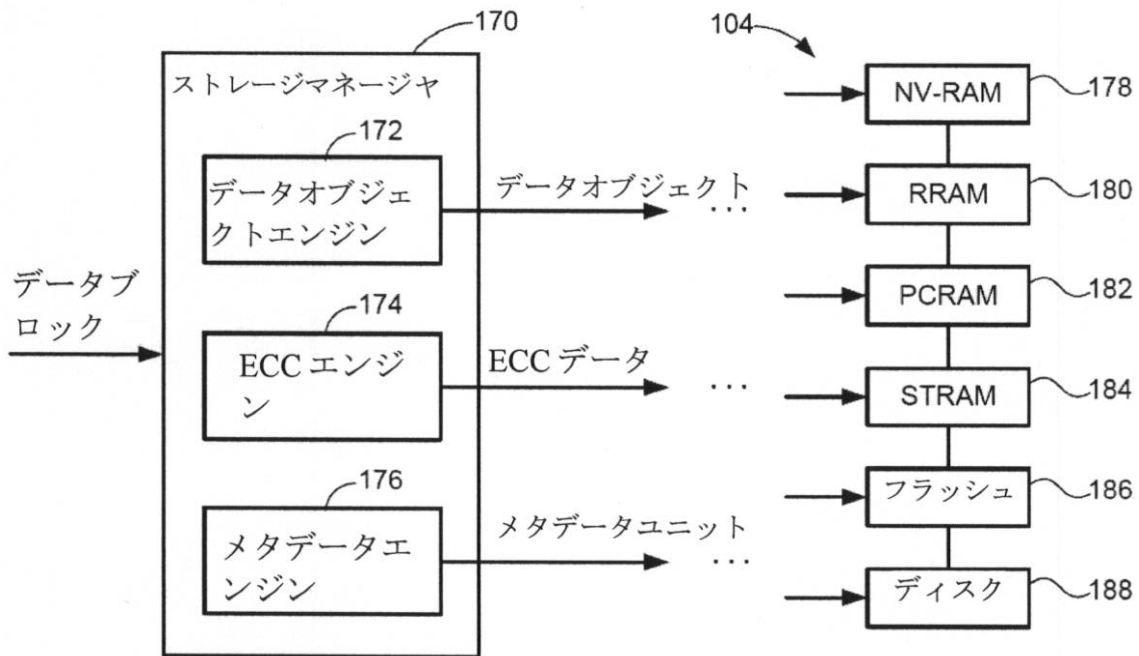 170
104
ストレージマネージャ
NV-RAM
178
172
データオブジェ
クトエンジン
データオブジェクト
...
RRAM
180
データブ
ロック
PCRAM
182
174
ECC エンジ
ン
ECC データ
...
STRAM
184
176
メタデータエ
ンジン
メタデータユニット
...
フラッシュ
186
ディスク
188